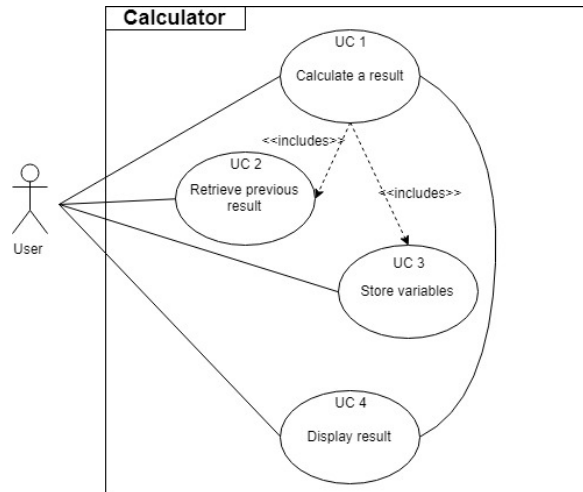 Calculator
UC 1
Calculate a result
<<includes>>
UC 2
Retrieve previous
result
<<includes>>
User
UC 3
Store variables
UC 4
Display result